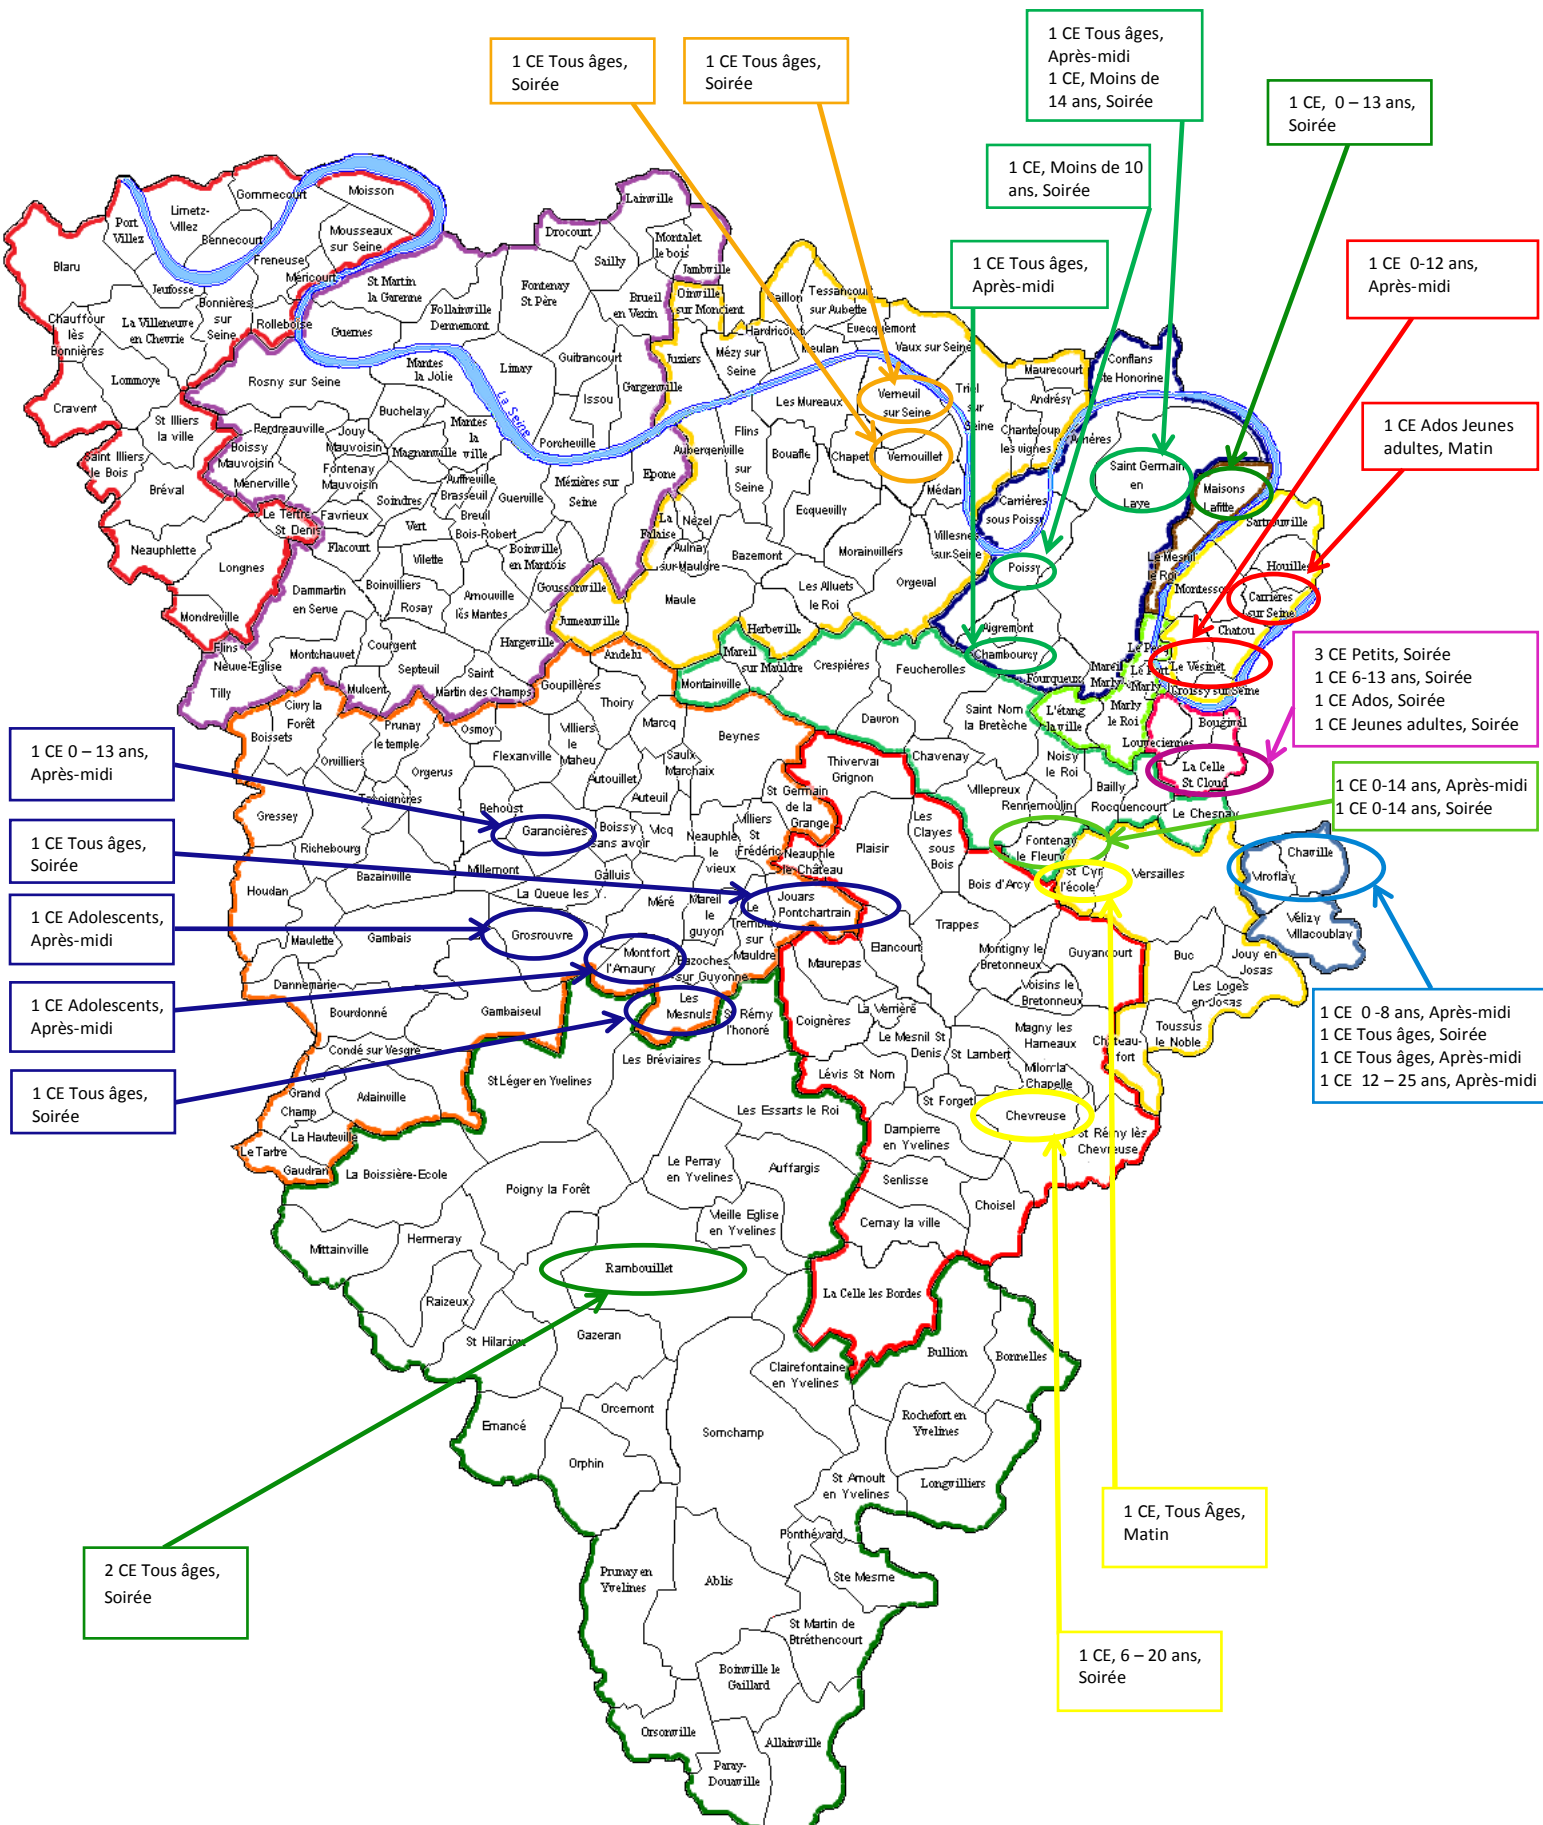 1 CE Tous âges,
Soirée
1 CE Tous âges,
Soirée
1 CE Tous âges,
Après-midi
1 CE, Moins de
14 ans, Soirée
1 CE, 0 – 13 ans,
Soirée
1 CE, Moins de 10
ans, Soirée
1 CE Tous âges,
Après-midi
1 CE 0-12 ans,
Après-midi
1 CE Ados Jeunes
adultes, Matin
3 CE Petits, Soirée
1 CE 6-13 ans, Soirée
1 CE Ados, Soirée
1 CE Jeunes adultes, Soirée
1 CE 0-14 ans, Après-midi
1 CE 0-14 ans, Soirée
1 CE 0 -8 ans, Après-midi
1 CE Tous âges, Soirée
1 CE Tous âges, Après-midi
1 CE 12 – 25 ans, Après-midi
1 CE, Tous Âges,
Matin
1 CE, 6 – 20 ans,
Soirée
2 CE Tous âges,
Soirée
1 CE 0 – 13 ans,
Après-midi
1 CE Tous âges,
Soirée
1 CE Adolescents,
Après-midi
1 CE Adolescents,
Après-midi
1 CE Tous âges,
Soirée
Gommecourt
Moisson
Limetz-
Villez
Port
Villez
Bennecourt
Mousseaux
sur Seine
Blaru
Freneuse
Jeufosse
Méricourt
Bonnières
sur
Seine
Rolleboise
Chauffour
lès
Bonnières
La Villeneuve
en Chevrie
Lommoye
Cravent
St Illiers
la ville
Saint Illiers
le Bois
Bréval
Neauphlette
Longnes
Mondreville
Le Tertre
St Denis
Flins
Neuve-Eglise
Tilly
Lainville
Drocourt
Montalet
le bois
Sailly
Jambville
St Martin
la Garenne
Fontenay
St Père
Brueil
en Vexin
Follainville
Dennemont
Guernes
Guitrancourt
Limay
Gargenville
Issou
Mantes
la Jolie
La Seine
Rosny sur Seine
Buchelay
Mantes
la
ville
Porcheville
Perdreauville
Jouy
Mauvoisin
Magnanville
Boissy
Mauvoisin
Fontenay
Mauvoisin
Auffreville
Brasseuil
Ménerville
Soindres
Guerville
Mézières sur
Seine
Epone
Favrieux
Vert
Breuil
Bois-Robert
Flacourt
Vilette
Boinville
en Mantois
Goussonville
Dammartin
en Serve
Boinvilliers
Rosay
Arnouville
lès Mantes
Jumeauville
Hargeville
Courgent
Montchauvet
Septeuil
Mulcent
Saint
Martin des Champs
Oinville
sur Moncient
Gaillon
Tessancourt
sur Aubette
Hardricourt
Evecquemont
Meulan
Vaux sur Seine
Juziers
Mézy sur
Seine
Les Mureaux
Verneuil
sur Seine
Triel
sur
Seine
Maurecourt
Andrésy
Chanteloup
les vignes
Flins
sur
Seine
Aubergenville
Bouafle
Chapet
Vernouillet
Médan
Ecquevilly
La
Falaise
Nézel
Aulnay
sur Mauldre
Bazemont
Morainvilliers
Villesnes
sur-Seine
Orgeval
Les Alluets
le Roi
Maule
Herbeville
Carrières
sous Poissy
Conflans
Ste Honorine
Achères
Saint Germain
en
Laye
Maisons
Lafitte
Poissy
Aigremont
Chambourcy
Fourqueux
Mareil
Marly
Le Mesnil
le Roi
Sartrouville
Houilles
Montesson
Carrières
sur Seine
Chatou
Le Vésinet
Croissy sur Seine
Marly
le Roi
L'étang
la ville
Louveciennes
Bougival
La Celle
St Cloud
Andelu
Mareil
sur Mauldre
Montainville
Crespières
Feucherolles
Davron
Saint Nom
la Bretèche
Chavenay
Noisy
le Roi
Bailly
Villepreux
Rennemoulin
Rocquencourt
Le Chesnay
Les
Clayes
sous
Bois
Fontenay
le Fleury
St Cyr
l'école
Versailles
Chaville
Viroflay
Vélizy
Villacoublay
Buc
Jouy en
Josas
Les Loges
en-Josas
Toussus
le Noble
Château-
fort
Goupillères
Thoiry
Marcq
Beynes
Civry la
Forêt
Boissets
Prunay
le temple
Osmoy
Flexanville
Villiers
le
Maheu
Saulx
Marchaix
Autouillet
Auteuil
Orvilliers
Orgerus
Behoust
Tacoignères
Gressey
Richebourg
Garancières
Boissy
sans avoir
Vicq
Neauphle
le
vieux
Villiers
St
Frédéric
St Germain
de la
Grange
Neauphle
le-Château
Thiverval
Grignon
Plaisir
Millemont
Galluis
Bazainville
Houdan
La Queue les Y.
Méré
Mareil
le
guyon
Jouars
Pontchartrain
Le
Tremblay
sur
Mauldre
Maulette
Gambais
Grosrouvre
Montfort
l'Amaury
Bazoches
sur Guyonne
Dannemarie
Bourdonné
Gambaiseul
Les
Mesnuls
St Rémy
l'honoré
Condé sur Vesgre
Grand
Champ
Adainville
La Hauteville
Le Tartre
Gaudran
Bois d'Arcy
Trappes
Elancourt
Maurepas
Montigny le
Bretonneux
Guyancourt
Voisins le
Bretonneux
Coignères
La Verrière
Le Mesnil St
Denis
Magny les
Hameaux
St Lambert
Milon la
Chapelle
Lévis St Nom
St Forget
Chevreuse
St Rémy lès
Chevreuse
Dampierre
en Yvelines
Senlisse
Choisel
Cernay la ville
La Celle les Bordes
Les Bréviaires
St Léger en Yvelines
Les Essarts le Roi
La Boissière-Ecole
Poigny la Forêt
Le Perray
en Yvelines
Auffargis
Vieille Eglise
en Yvelines
Mittainville
Hermeray
Rambouillet
Raizeux
St Hilarion
Gazeran
Clairefontaine
en Yvelines
Bullion
Bonnelles
Emancé
Orcemont
Orphin
Somchamp
Rochefort en
Yvelines
St Arnoult
en Yvelines
Longvilliers
Ponthévrard
Prunay en
Yvelines
Ablis
Ste Mesme
St Martin de
Btréthencourt
Boinville le
Gaillard
Orsonville
Allainville
Paray-
Douaville